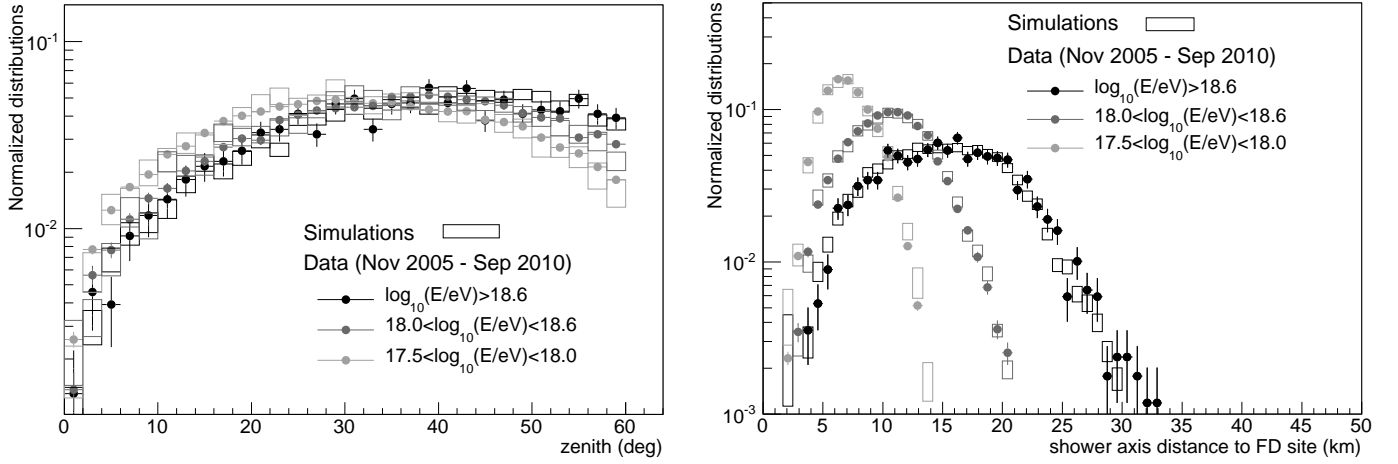 Normalized distributions
10⁻¹
10⁻²
Simulations
Data (Nov 2005 - Sep 2010)
log₁₀(E/eV)>18.6
18.0<log₁₀(E/eV)<18.6
17.5<log₁₀(E/eV)<18.0
0 10 20 30 40 50 60
zenith (deg)
Normalized distributions
10⁻¹
10⁻²
10⁻³
Simulations
Data (Nov 2005 - Sep 2010)
log₁₀(E/eV)>18.6
18.0<log₁₀(E/eV)<18.6
17.5<log₁₀(E/eV)<18.0
0 5 10 15 20 25 30 35 40 45 50
shower axis distance to FD site (km)